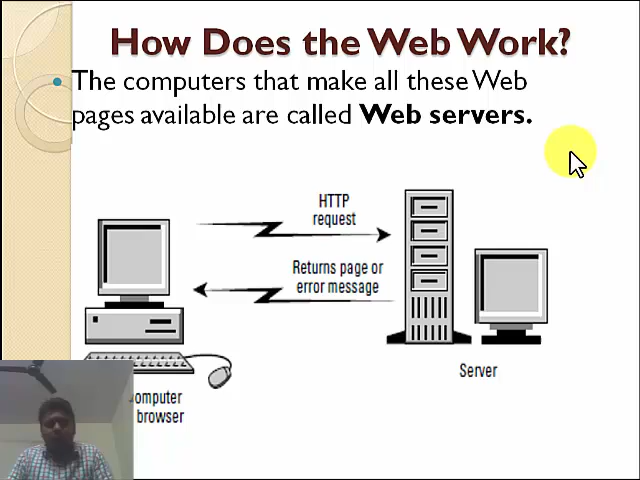 How Does the Web Work?
The computers that make all these Web
pages available are called Web servers.
HTTP
request
Returns page or
error message
Server
omputer
browser